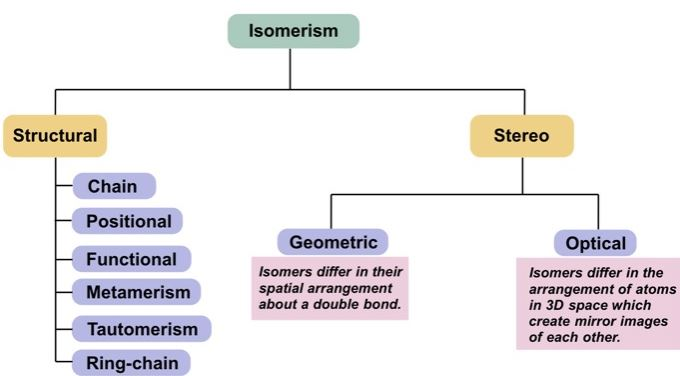 Isomerism
Structural
Stereo
Chain
Positional
Functional
Metamerism
Tautomerism
Ring-chain
Geometric
Isomers differ in their
spatial arrangement
about a double bond.
Optical
Isomers differ in the
arrangement of atoms
in 3D space which
create mirror images
of each other.